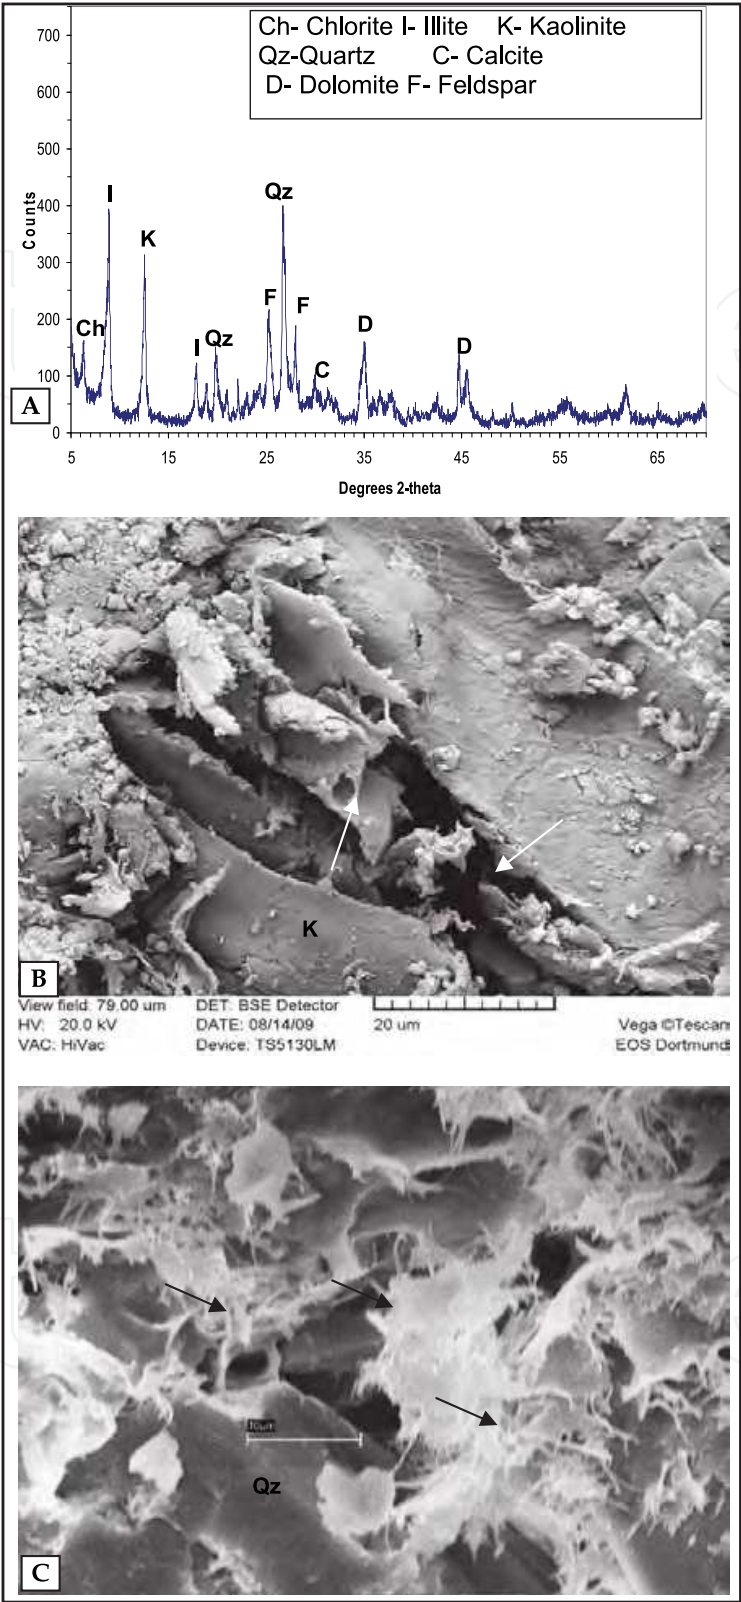 Ch- Chlorite I- Illite K- Kaolinite
Qz-Quartz C- Calcite
D- Dolomite F- Feldspar
700
600
500
400
300
200
100
0
Counts
Ch
I
K
I
Qz
F
Qz
F
C
D
D
A
5 15 25 35 45 55 65
Degrees 2-theta
K
B
View field: 79.00 um DET: BSE Detector
HV: 20.0 kV DATE: 08/14/09 20 um Vega ©Tescan
VAC: HiVac Device: TS5130LM EOS Dortmund
10µm
Qz
C